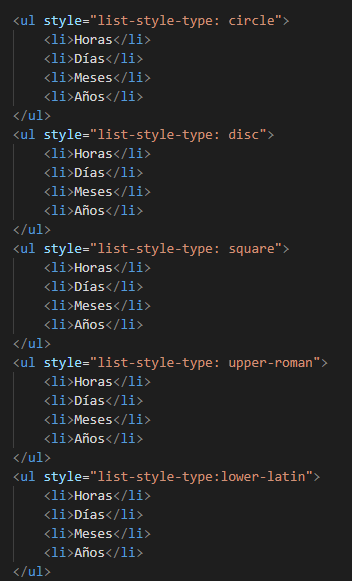 <ul style="list-style-type: circle">
    <li>Horas</li>
    <li>Días</li>
    <li>Meses</li>
    <li>Años</li>
</ul>
<ul style="list-style-type: disc">
    <li>Horas</li>
    <li>Días</li>
    <li>Meses</li>
    <li>Años</li>
</ul>
<ul style="list-style-type: square">
    <li>Horas</li>
    <li>Días</li>
    <li>Meses</li>
    <li>Años</li>
</ul>
<ul style="list-style-type: upper-roman">
    <li>Horas</li>
    <li>Días</li>
    <li>Meses</li>
    <li>Años</li>
</ul>
<ul style="list-style-type:lower-latin">
    <li>Horas</li>
    <li>Días</li>
    <li>Meses</li>
    <li>Años</li>
</ul>